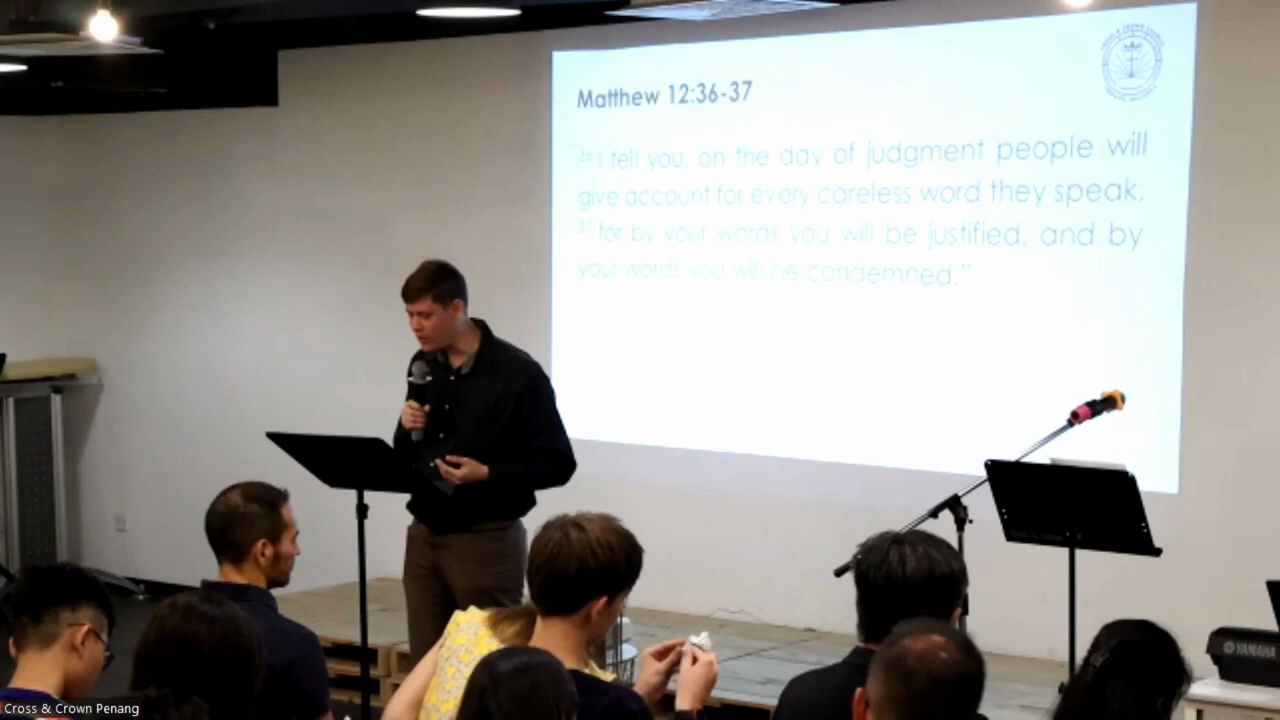 Matthew 12:36-37
36 I tell you, on the day of judgment people will
give account for every careless word they speak,
37 for by your words you will be justified, and by
your words you will be condemned."
YAMAHA
Cross & Crown Penang